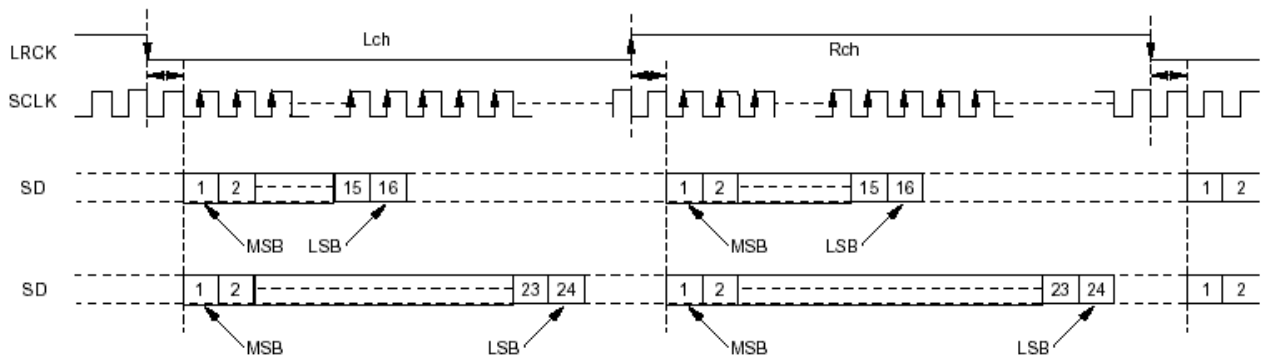 LRCK
Lch
Rch
SCLK
SD
1 2 15 16 1 2 15 16 1 2
MSB LSB MSB LSB
SD
1 2 23 24 1 2 23 24 1 2
MSB LSB MSB LSB